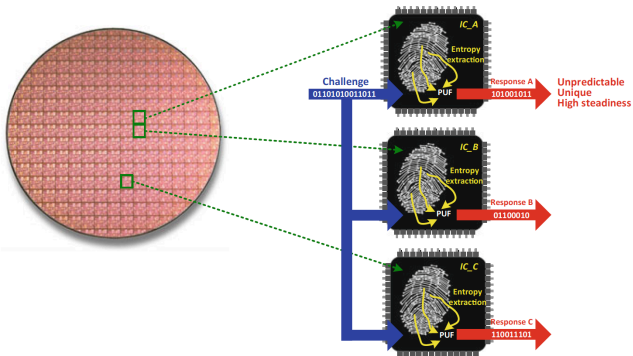 IC_A
Entropy
extraction
PUF
Challenge
01101010011011
Response A
101001011
Unpredictable
Unique
High steadiness
IC_B
Entropy
extraction
PUF
Response B
01100010
IC_C
Entropy
extraction
PUF
Response C
110011101